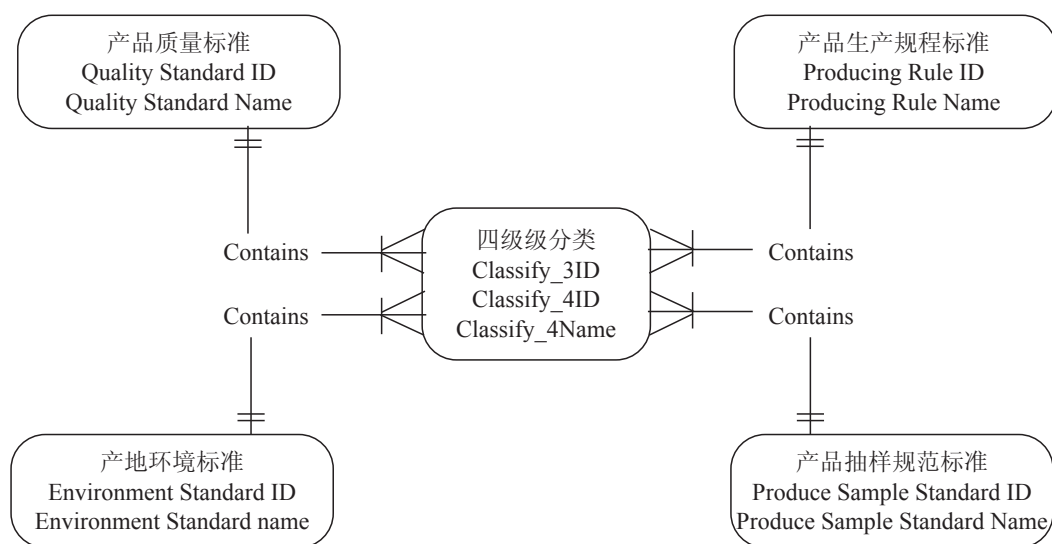 产品质量标准
Quality Standard ID
Quality Standard Name
产品生产规程标准
Producing Rule ID
Producing Rule Name
Contains
四级级分类
Classify_3ID
Classify_4ID
Classify_4Name
Contains
Contains
Contains
产地环境标准
Environment Standard ID
Environment Standard name
产品抽样规范标准
Produce Sample Standard ID
Produce Sample Standard Name